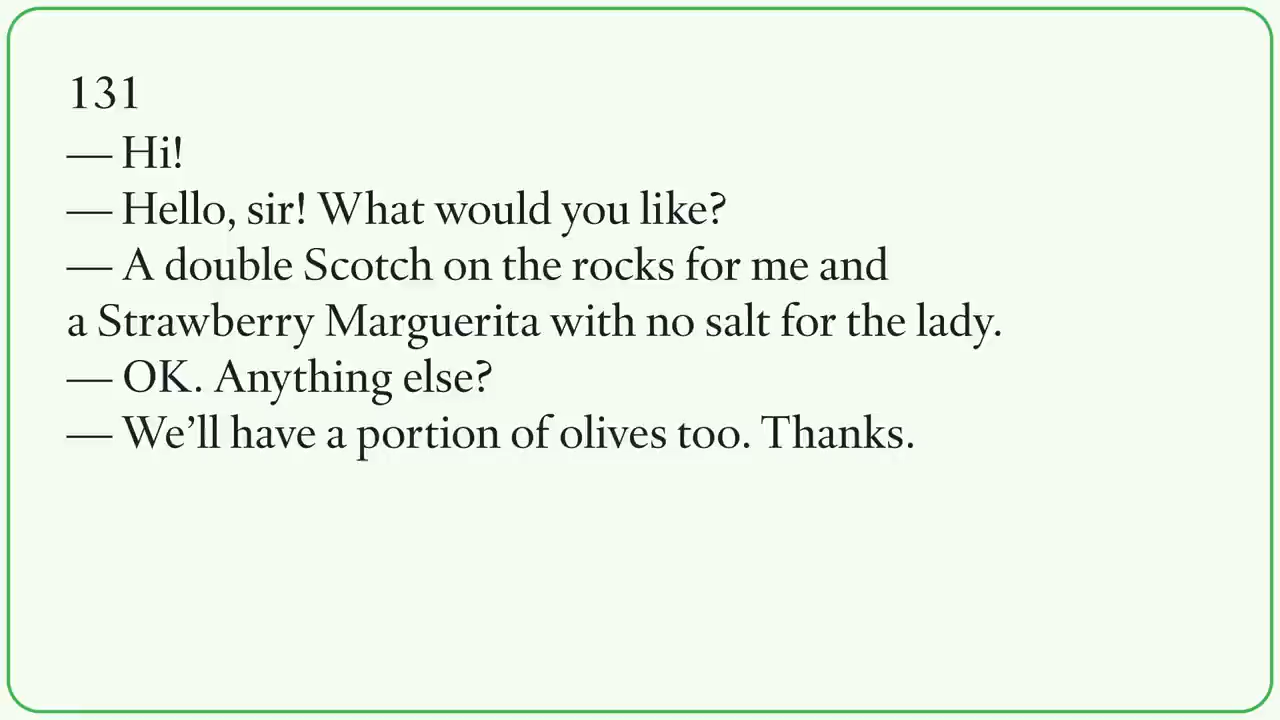 131
— Hi!
— Hello, sir! What would you like?
— A double Scotch on the rocks for me and
a Strawberry Marguerita with no salt for the lady.
— OK. Anything else?
— We’ll have a portion of olives too. Thanks.